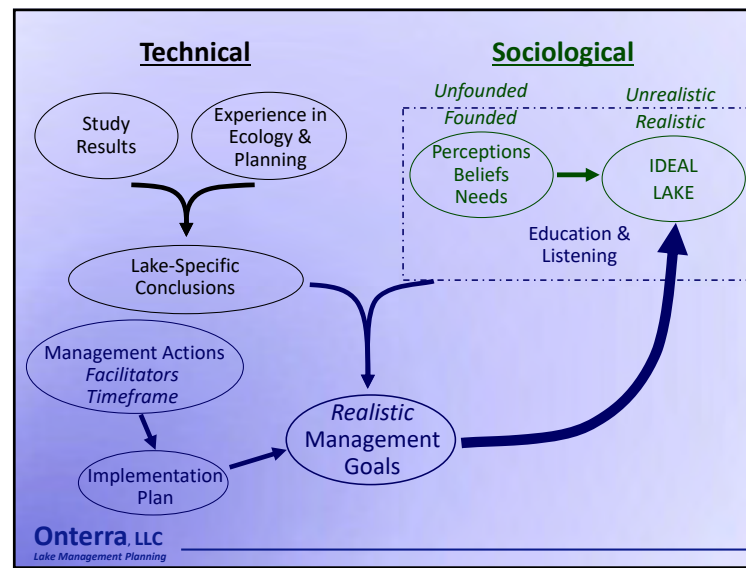 Technical
Sociological
Study
Results
Experience in
Ecology &
Planning
Unfounded
Founded
Unrealistic
Realistic
Perceptions
Beliefs
Needs
IDEAL
LAKE
Education &
Listening
Lake-Specific
Conclusions
Management Actions
Facilitators
Timeframe
Implementation
Plan
Realistic
Management
Goals
Onterra, LLC
Lake Management Planning